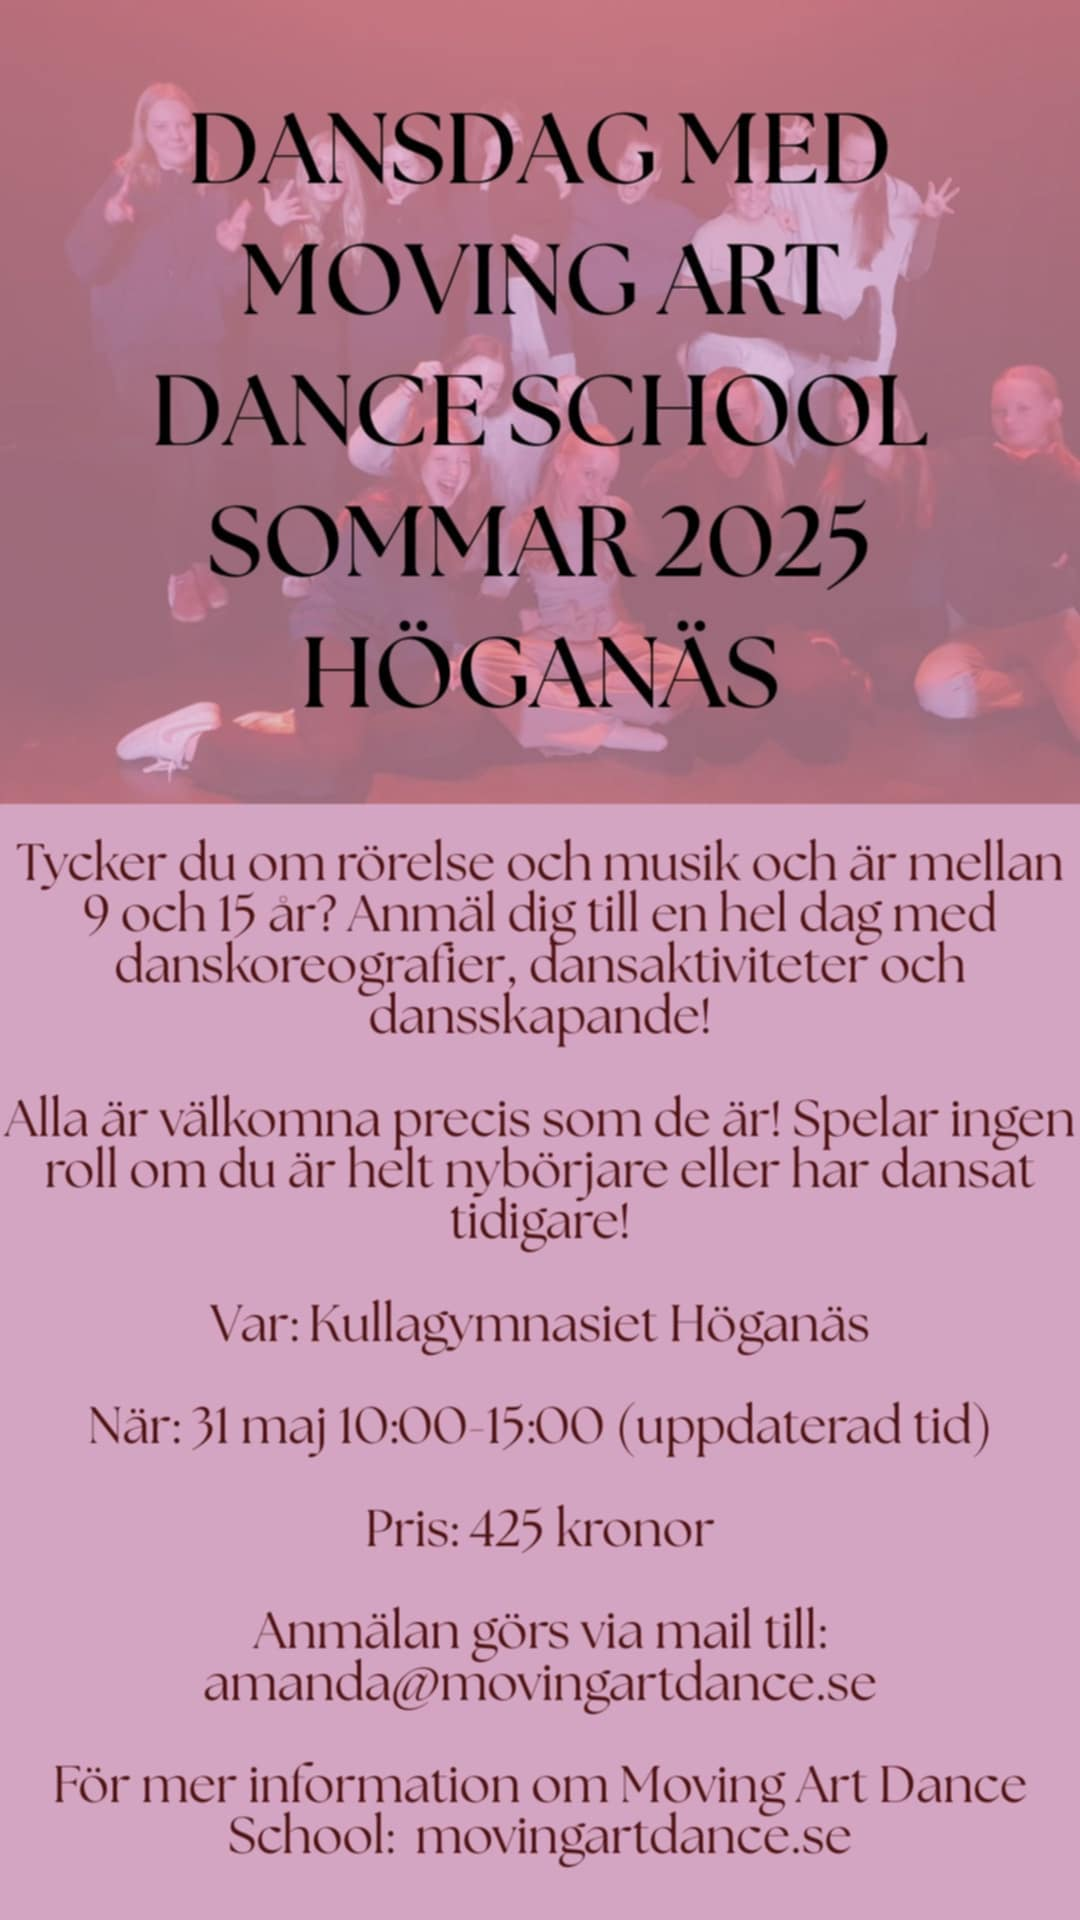 DANSDAG MED
MOVING ART
DANCE SCHOOL
SOMMAR 2025
HÖGANÄS
Tycker du om rörelse och musik och är mellan
9 och 15 år? Anmäl dig till en hel dag med
danskoreografier, dansaktiviteter och
dansskapande!
Alla är välkomna precis som de är! Spelar ingen
roll om du är helt nybörjare eller har dansat
tidigare!
Var: Kullagymnasiet Höganäs
När: 31 maj 10:00-15:00 (uppdaterad tid)
Pris: 425 kronor
Anmälan görs via mail till:
amanda@movingartdance.se
För mer information om Moving Art Dance
School: movingartdance.se